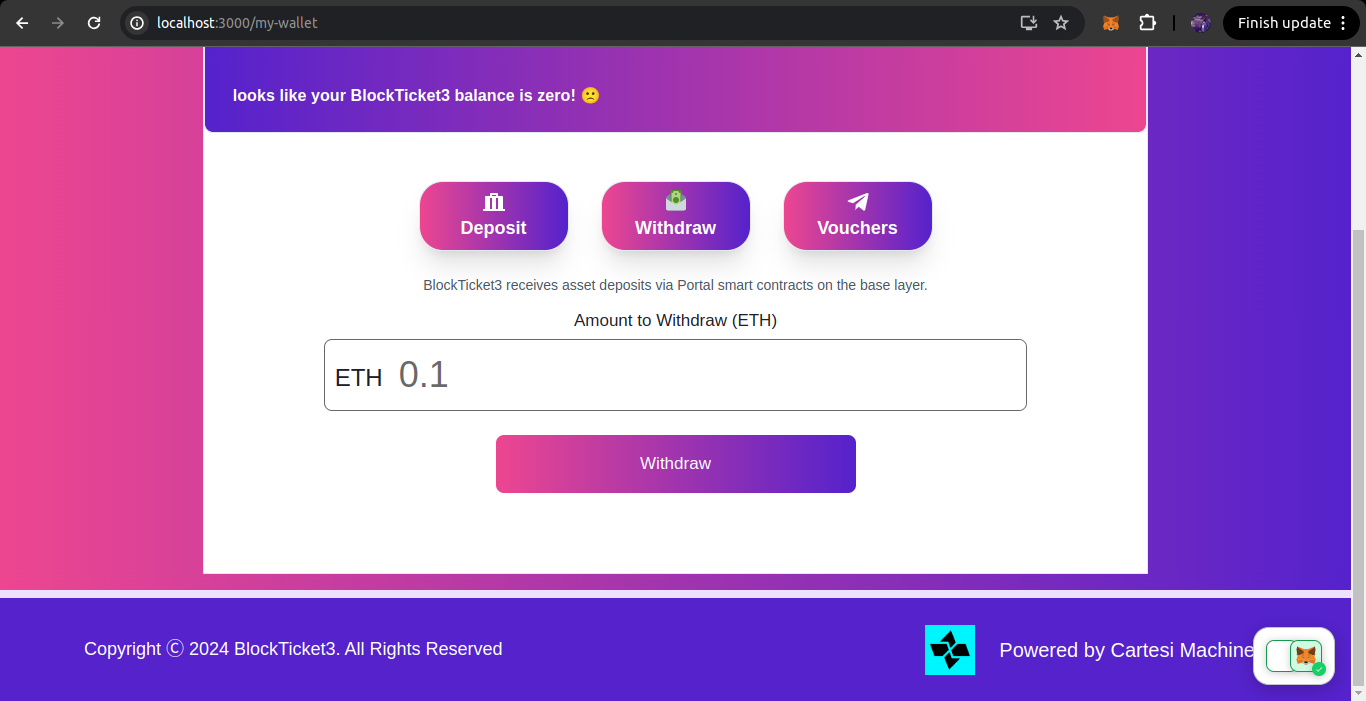 localhost:3000/my-wallet
Finish update
looks like your BlockTicket3 balance is zero! 🙁
Deposit
Withdraw
Vouchers
BlockTicket3 receives asset deposits via Portal smart contracts on the base layer.
Amount to Withdraw (ETH)
ETH 0.1
Withdraw
Copyright Ⓒ 2024 BlockTicket3. All Rights Reserved
Powered by Cartesi Machine